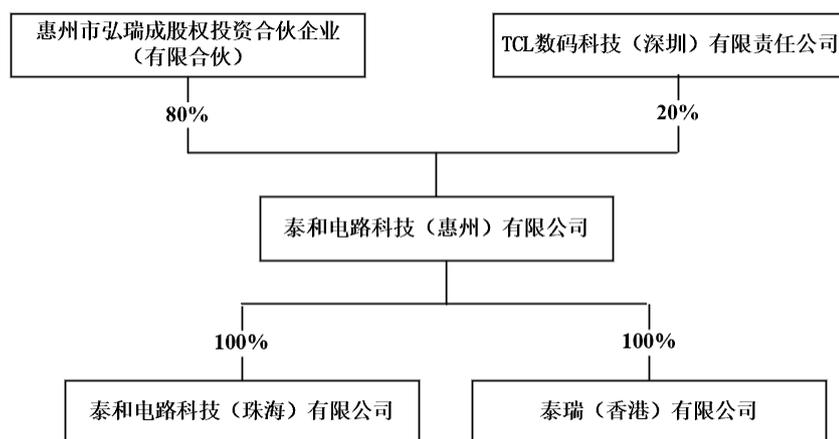 惠州市弘瑞成股权投资合伙企业
（有限合伙）
TCL数码科技（深圳）有限责任公司
80%
20%
泰和电路科技（惠州）有限公司
100%
100%
泰和电路科技（珠海）有限公司
泰瑞（香港）有限公司